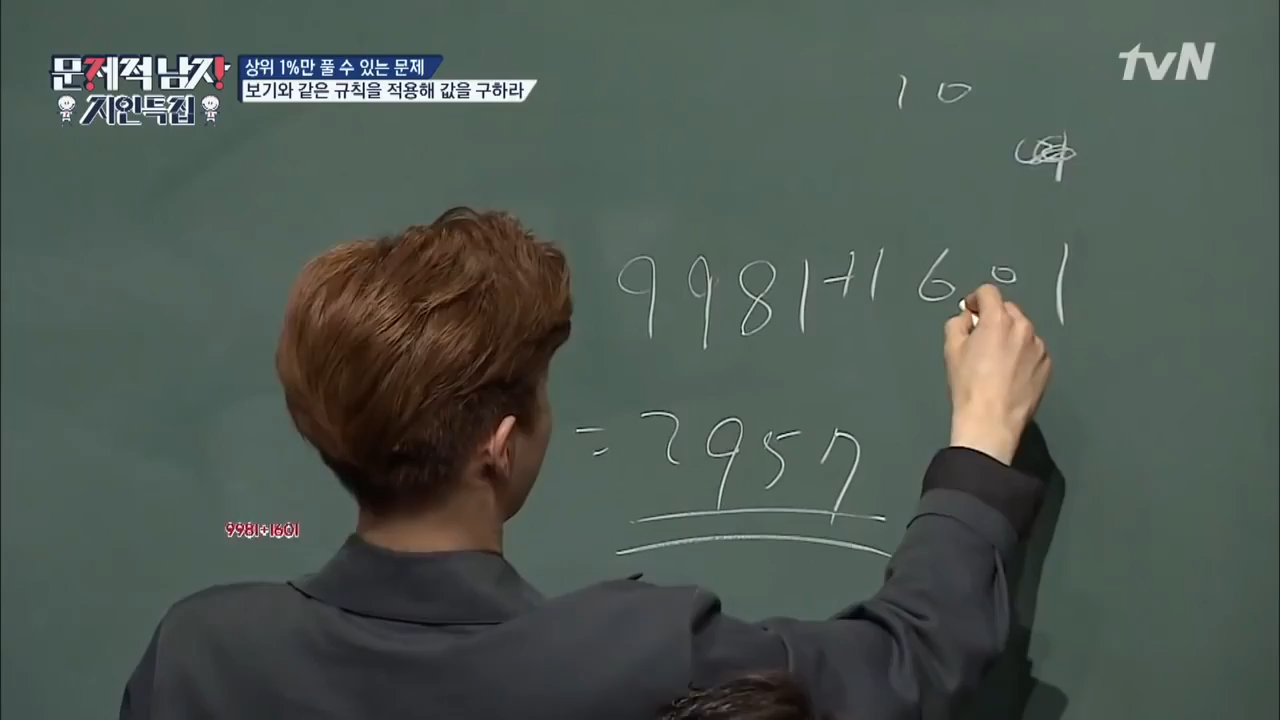 문제적 남자
지인특집
상위 1%만 풀 수 있는 문제
보기와 같은 규칙을 적용해 값을 구하라
tvN
10
9981+1601
=2957
9981+1601